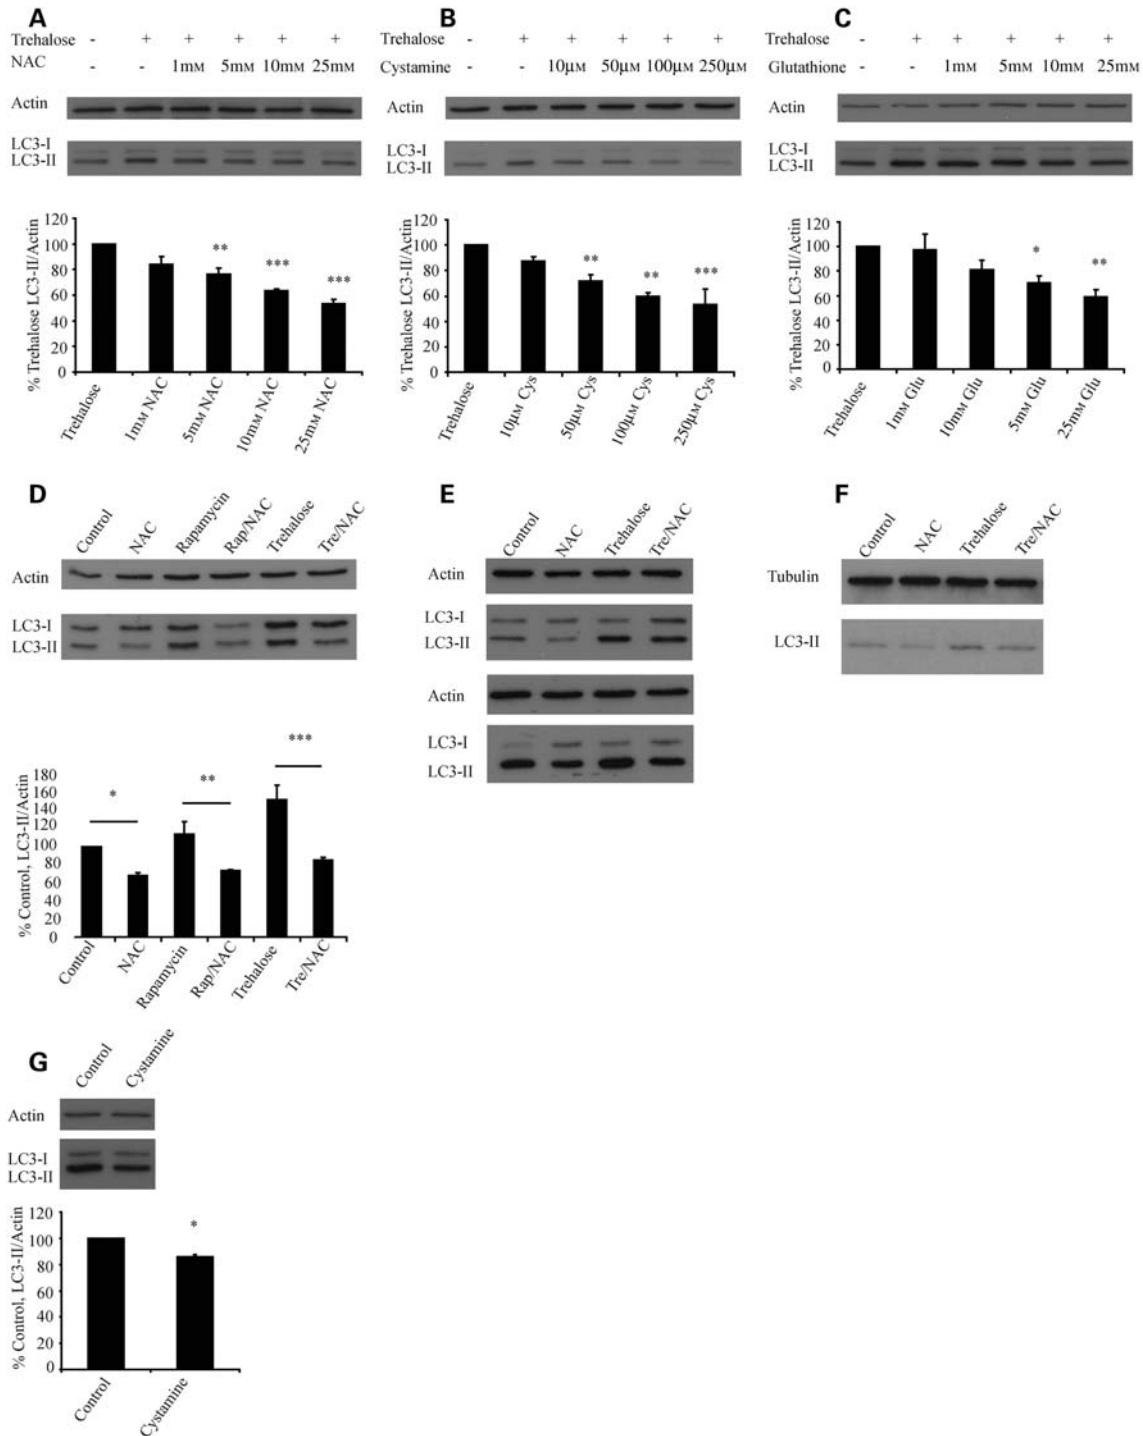 A
Trehalose - + + + + +
NAC - - 1mM 5mM 10mM 25mM
Actin
LC3-I
LC3-II
% Trehalose LC3-II/Actin
120
100
80
60
40
20
0
** *** ***
Trehalose 1mM NAC 5mM NAC 10mM NAC 25mM NAC
B
Trehalose - + + + + +
Cystamine - - 10µM 50µM 100µM 250µM
Actin
LC3-I
LC3-II
% Trehalose LC3-II/Actin
120
100
80
60
40
20
0
** ** ***
Trehalose 10µM Cys 50µM Cys 100µM Cys 250µM Cys
C
Trehalose - + + + + +
Glutathione - - 1mM 5mM 10mM 25mM
Actin
LC3-I
LC3-II
% Trehalose LC3-II/Actin
120
100
80
60
40
20
0
* **
Trehalose 1mM Glu 10mM Glu 5mM Glu 25mM Glu
D
Control NAC Rapamycin Rap/NAC Trehalose Tre/NAC
Actin
LC3-I
LC3-II
% Control, LC3-II/Actin
180
160
140
120
100
80
60
40
20
0
* ** ***
Control NAC Rapamycin Rap/NAC Trehalose Tre/NAC
E
Control NAC Trehalose Tre/NAC
Actin
LC3-I
LC3-II
Actin
LC3-I
LC3-II
F
Control NAC Trehalose Tre/NAC
Tubulin
LC3-II
G
Control Cystamine
Actin
LC3-I
LC3-II
% Control, LC3-II/Actin
120
100
80
60
40
20
0
*
Control Cystamine